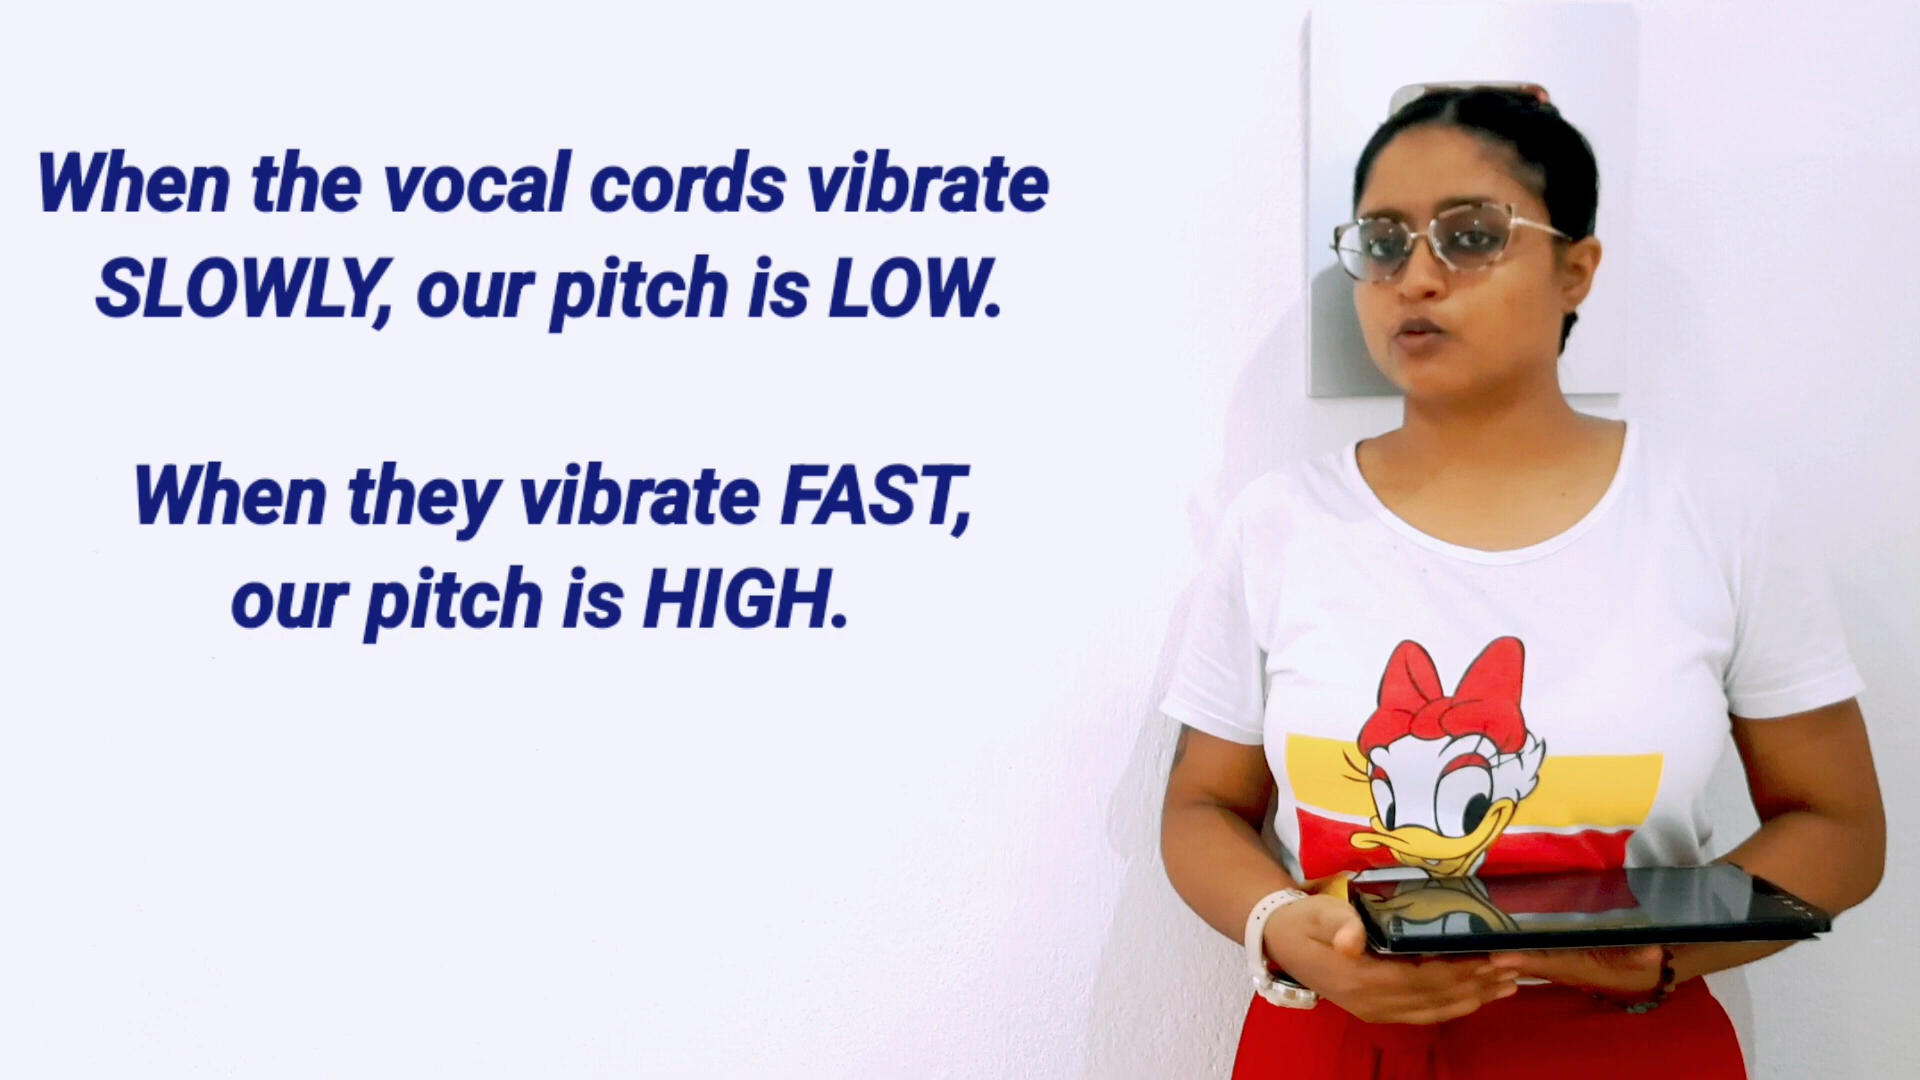 When the vocal cords vibrate
SLOWLY, our pitch is LOW.
When they vibrate FAST,
our pitch is HIGH.